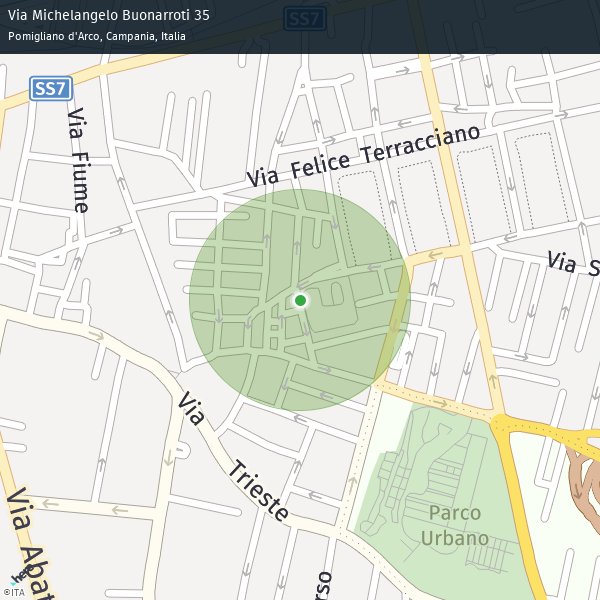 Via Michelangelo Buonarroti 35
Pomigliano d'Arco, Campania, Italia
SS7
SS7
Via Fiume
Via Felice Terracciano
Via S
Via Trieste
Parco
Urbano
Via Abat
rso
here
©ITA